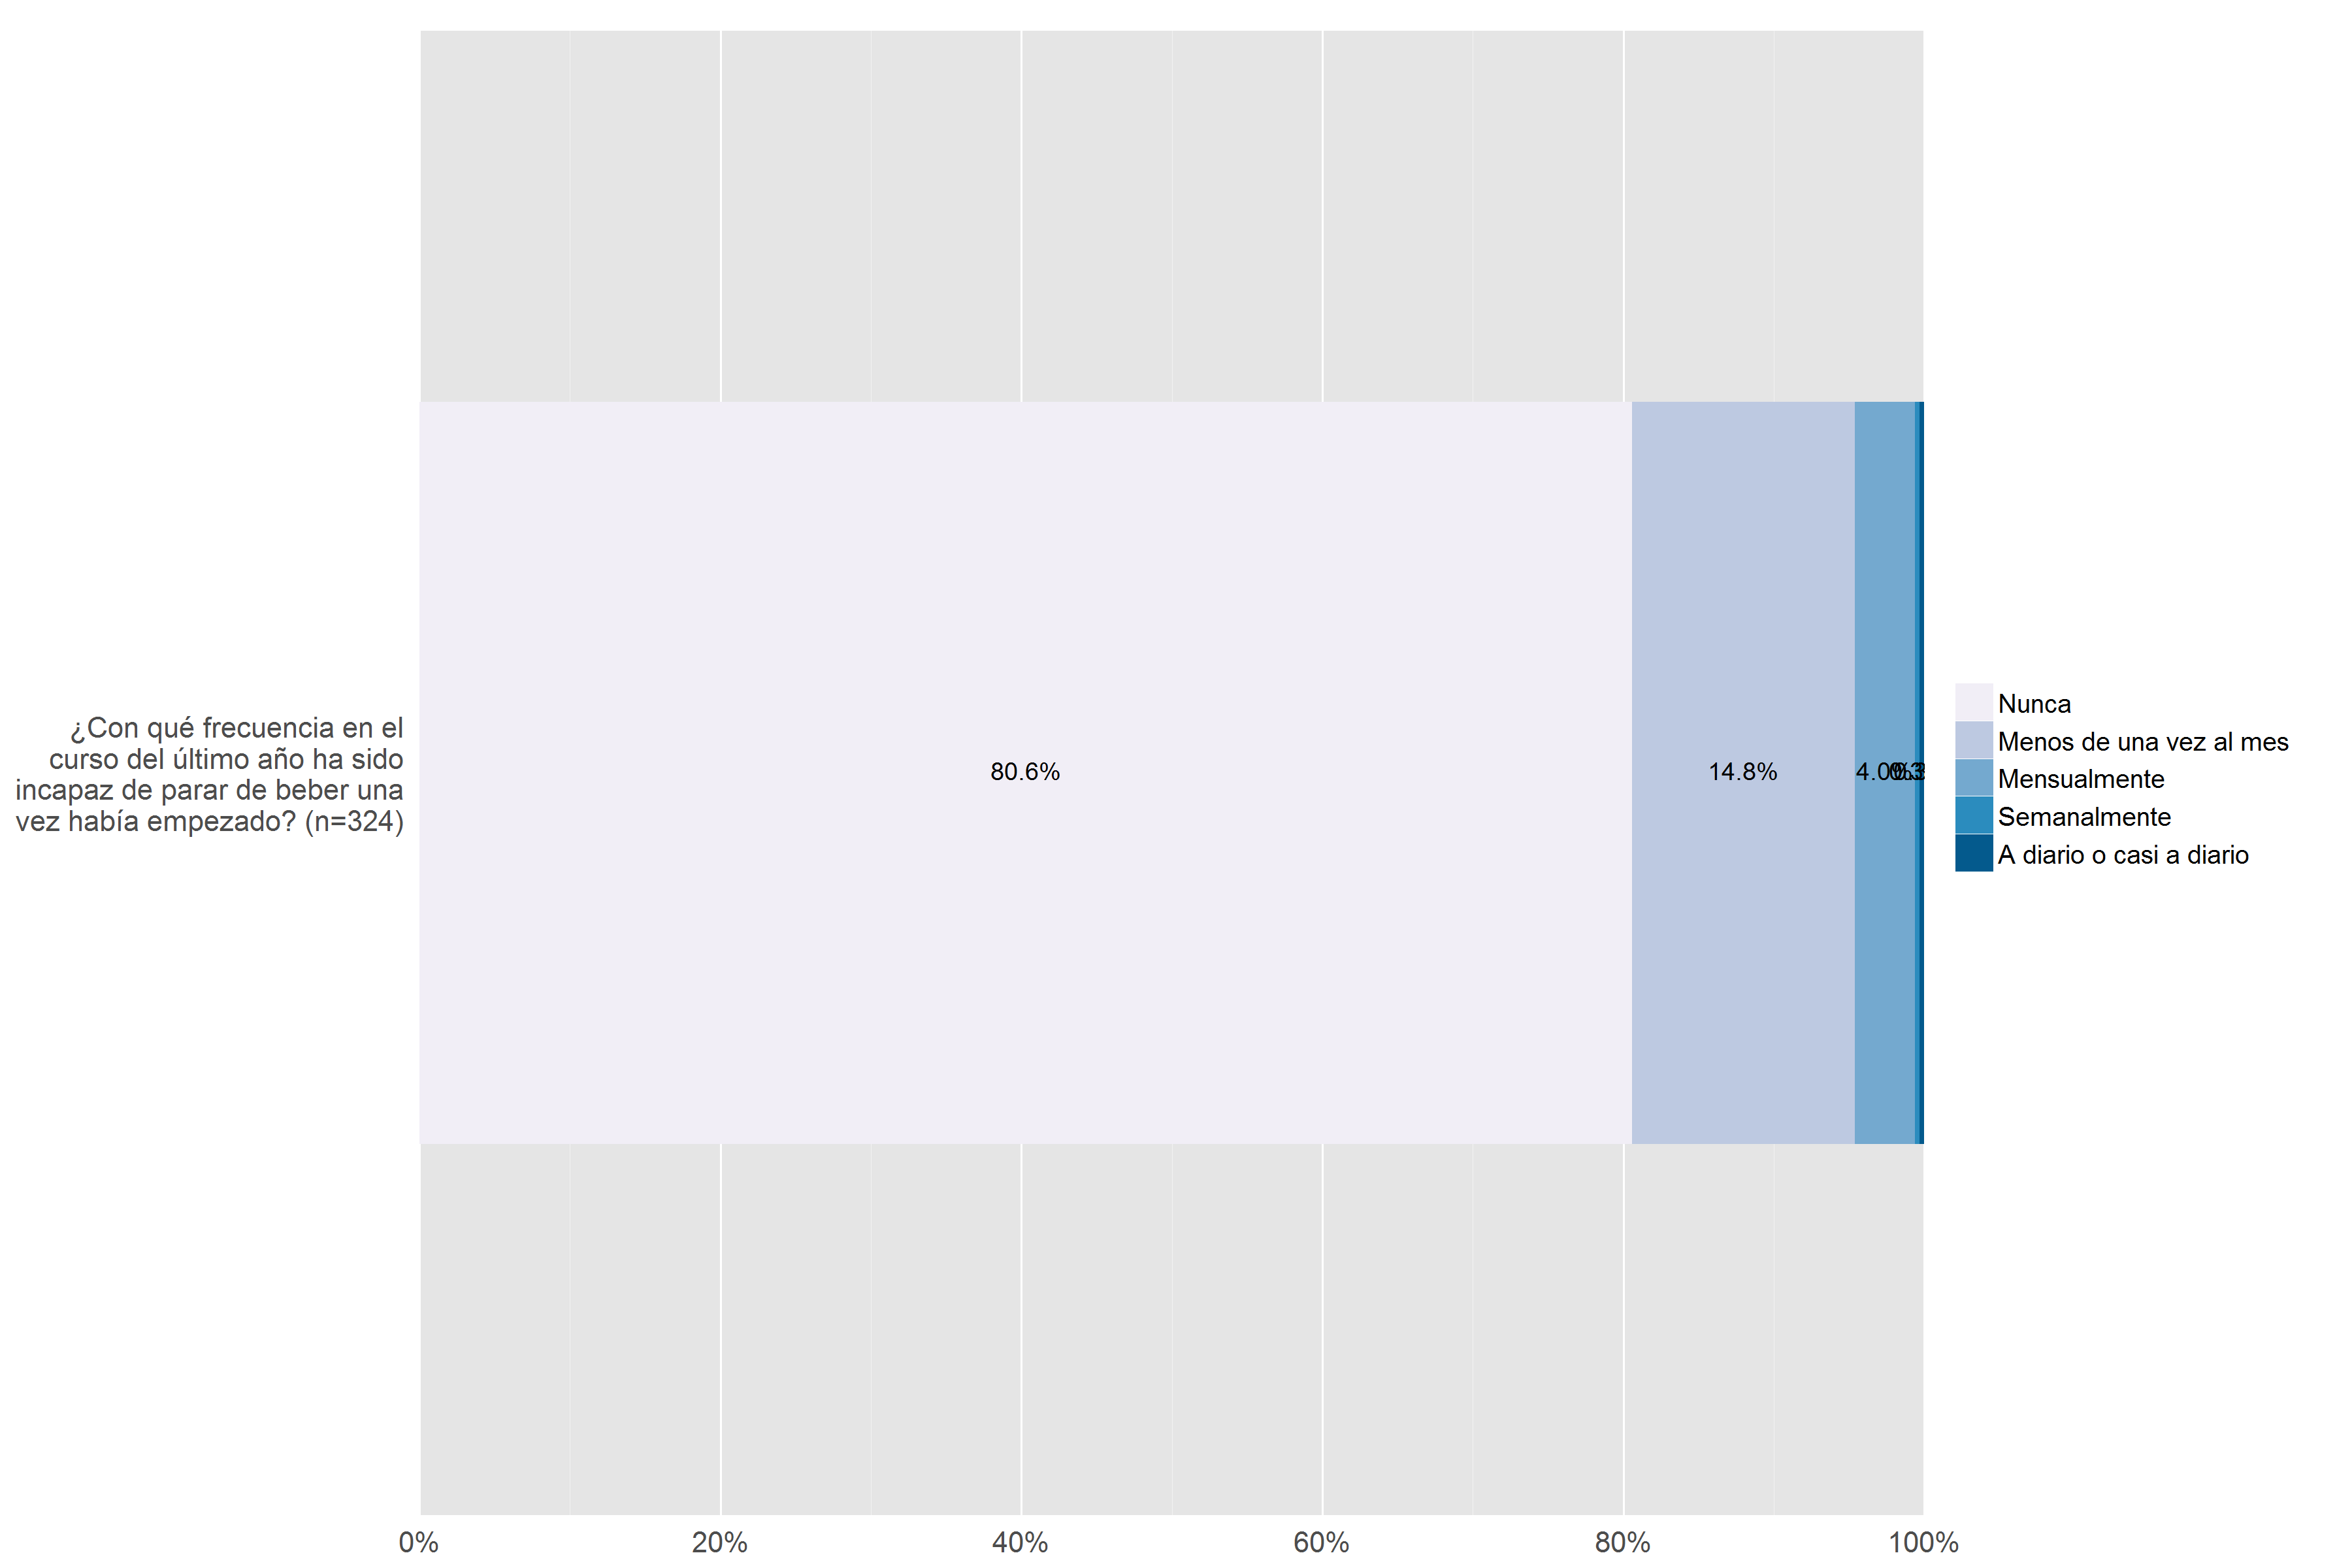 ¿Con qué frecuencia en el
curso del último año ha sido
incapaz de parar de beber una
vez había empezado? (n=324)
80.6%
14.8%
4.0%
Nunca
Menos de una vez al mes
Mensualmente
Semanalmente
A diario o casi a diario
0%
20%
40%
60%
80%
100%